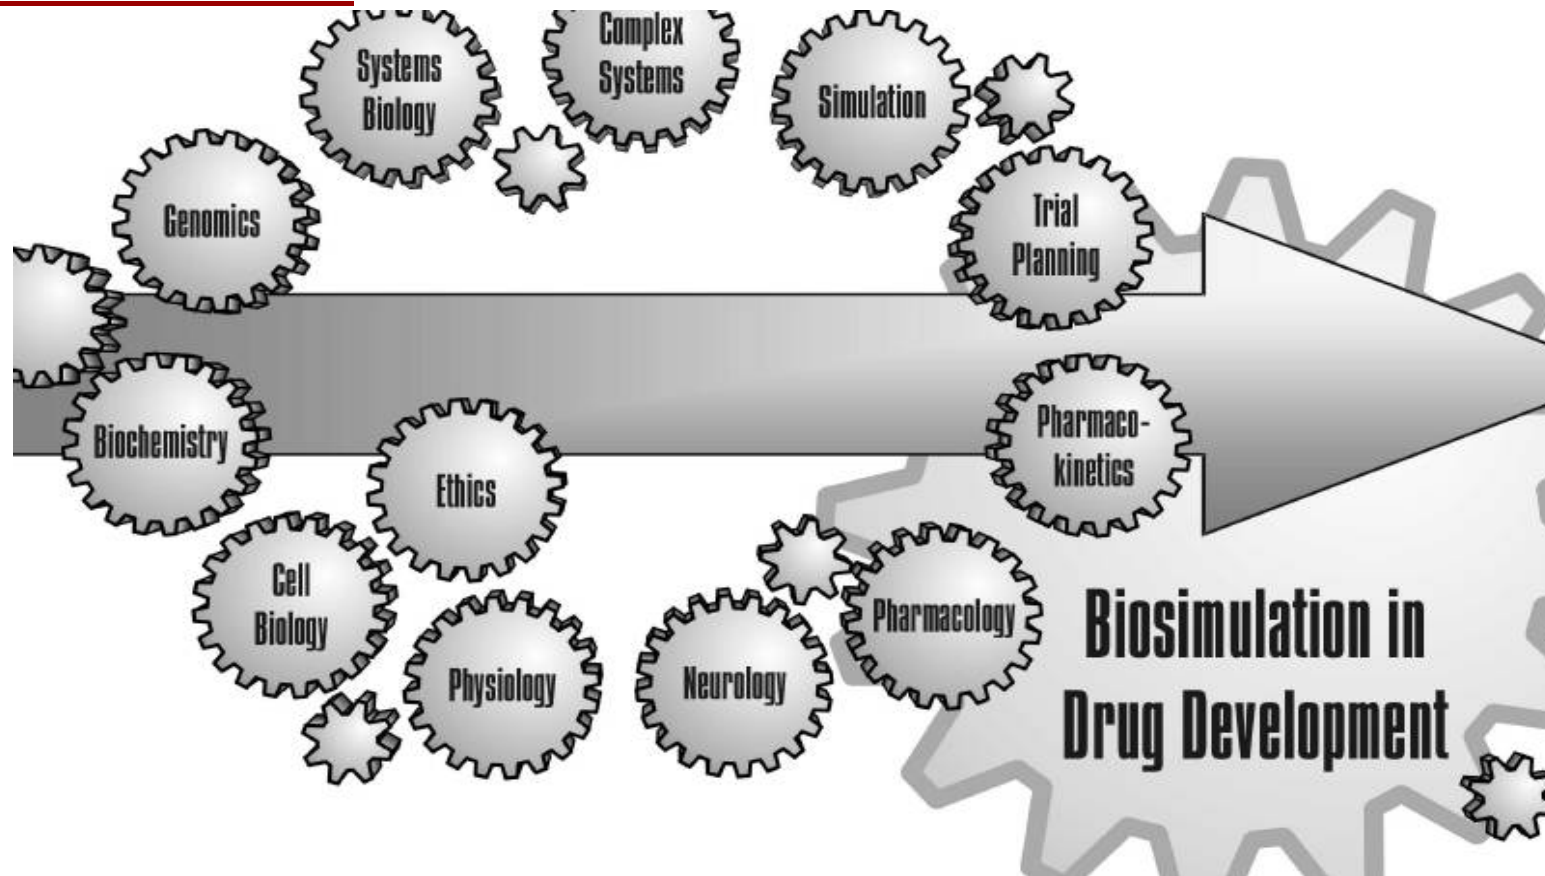 Complex
Systems
Systems
Biology
Simulation
Genomics
Trial
Planning
Biochemistry
Ethics
Pharmaco-
kinetics
Cell
Biology
Pharmacology
Physiology
Neurology
Biosimulation in
Drug Development